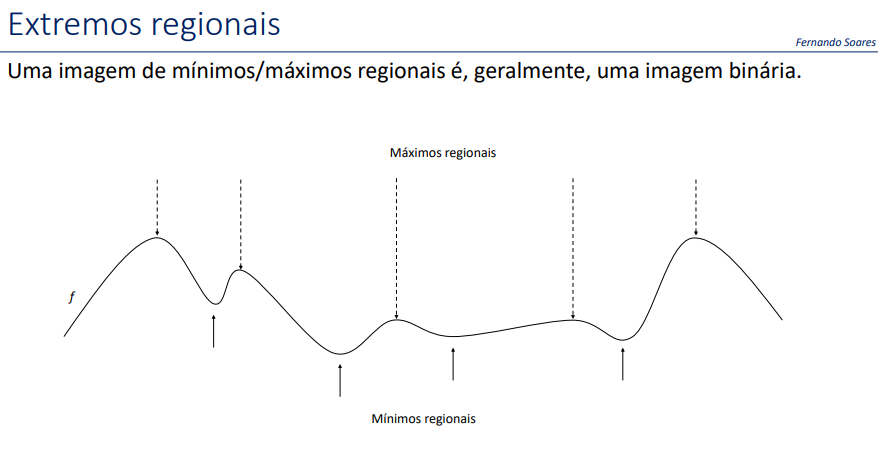 Extremos regionais
Fernando Soares
Uma imagem de mínimos/máximos regionais é, geralmente, uma imagem binária.
Máximos regionais
f
Mínimos regionais